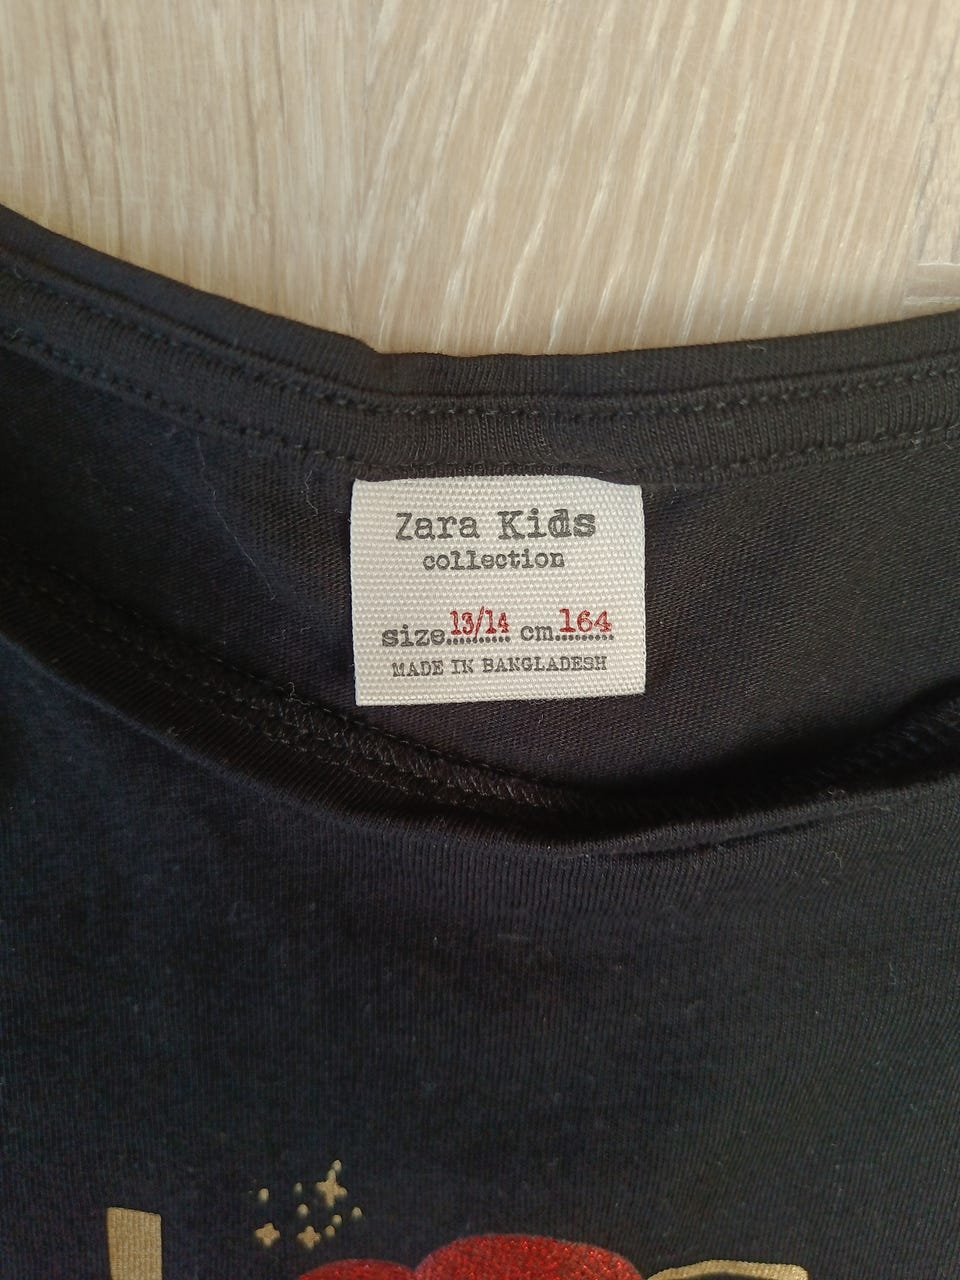 Zara Kids
collection
size 13/14 cm 164
MADE IN BANGLADESH